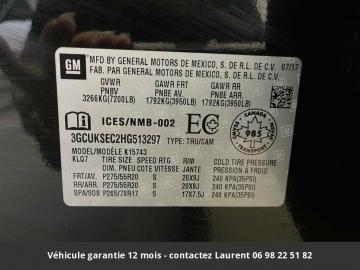 GM
MFD BY GENERAL MOTORS DE MEXICO, S. DE R.L. DE C.V.
FAB. PAR GENERAL MOTORS DE MEXICO, S. DE R.L. DE C.V. 07/17
GVWR
PNBV
3266KG(7200LB)
PNBE AV.
1792KG(3950LB)
PNBE ARR.
1792KG(3950LB)
ICES/NMB-002
EC
CANADA
985
TRANSPORT
3GCUKSEC2HG513297 TYPE: TRU/CAM
MODEL/MODÈLE K15743
KLQ7 TIRE SIZE SPEED RTG RIM COLD TIRE PRESSURE
DIM PNEU COTE VITESSE JANTE PRESSION À FROID
FRT/AV. P275/55R20 S 20X9J 240 KPA(35PSI)
RR/ARR. P275/55R20 S 20X9J 240 KPA(35PSI)
SPA/SOS P265/70R17 S 17X7.5J 240 KPA(35PSI)
Véhicule garantie 12 mois - contactez Laurent 06 98 22 51 82